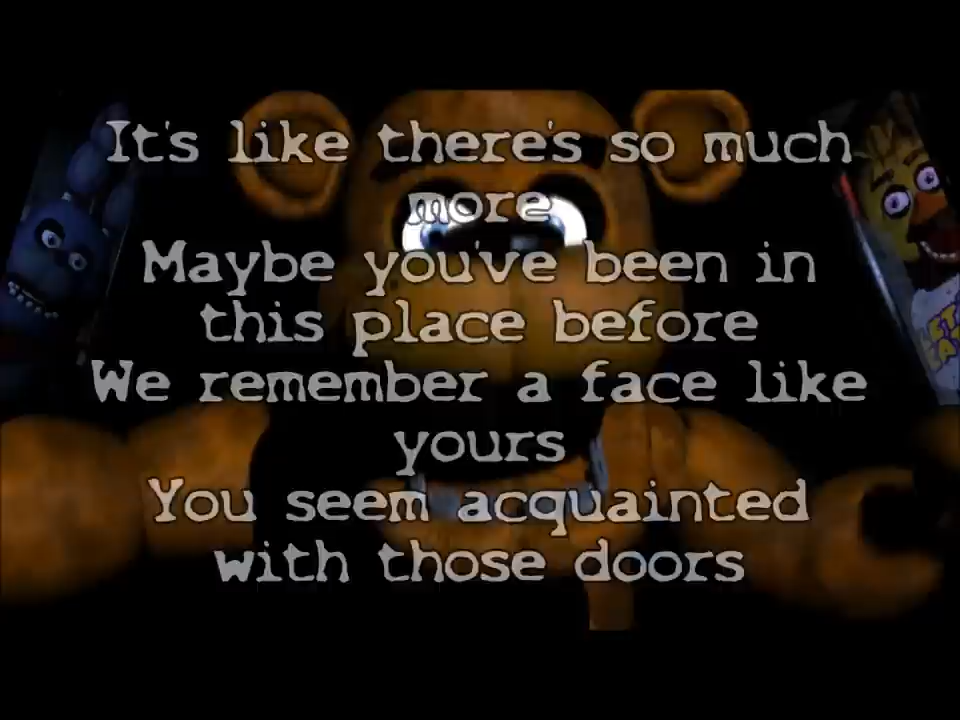 It's like there's so much
more
Maybe you've been in
this place before
We remember a face like
yours
You seem acquainted
with those doors